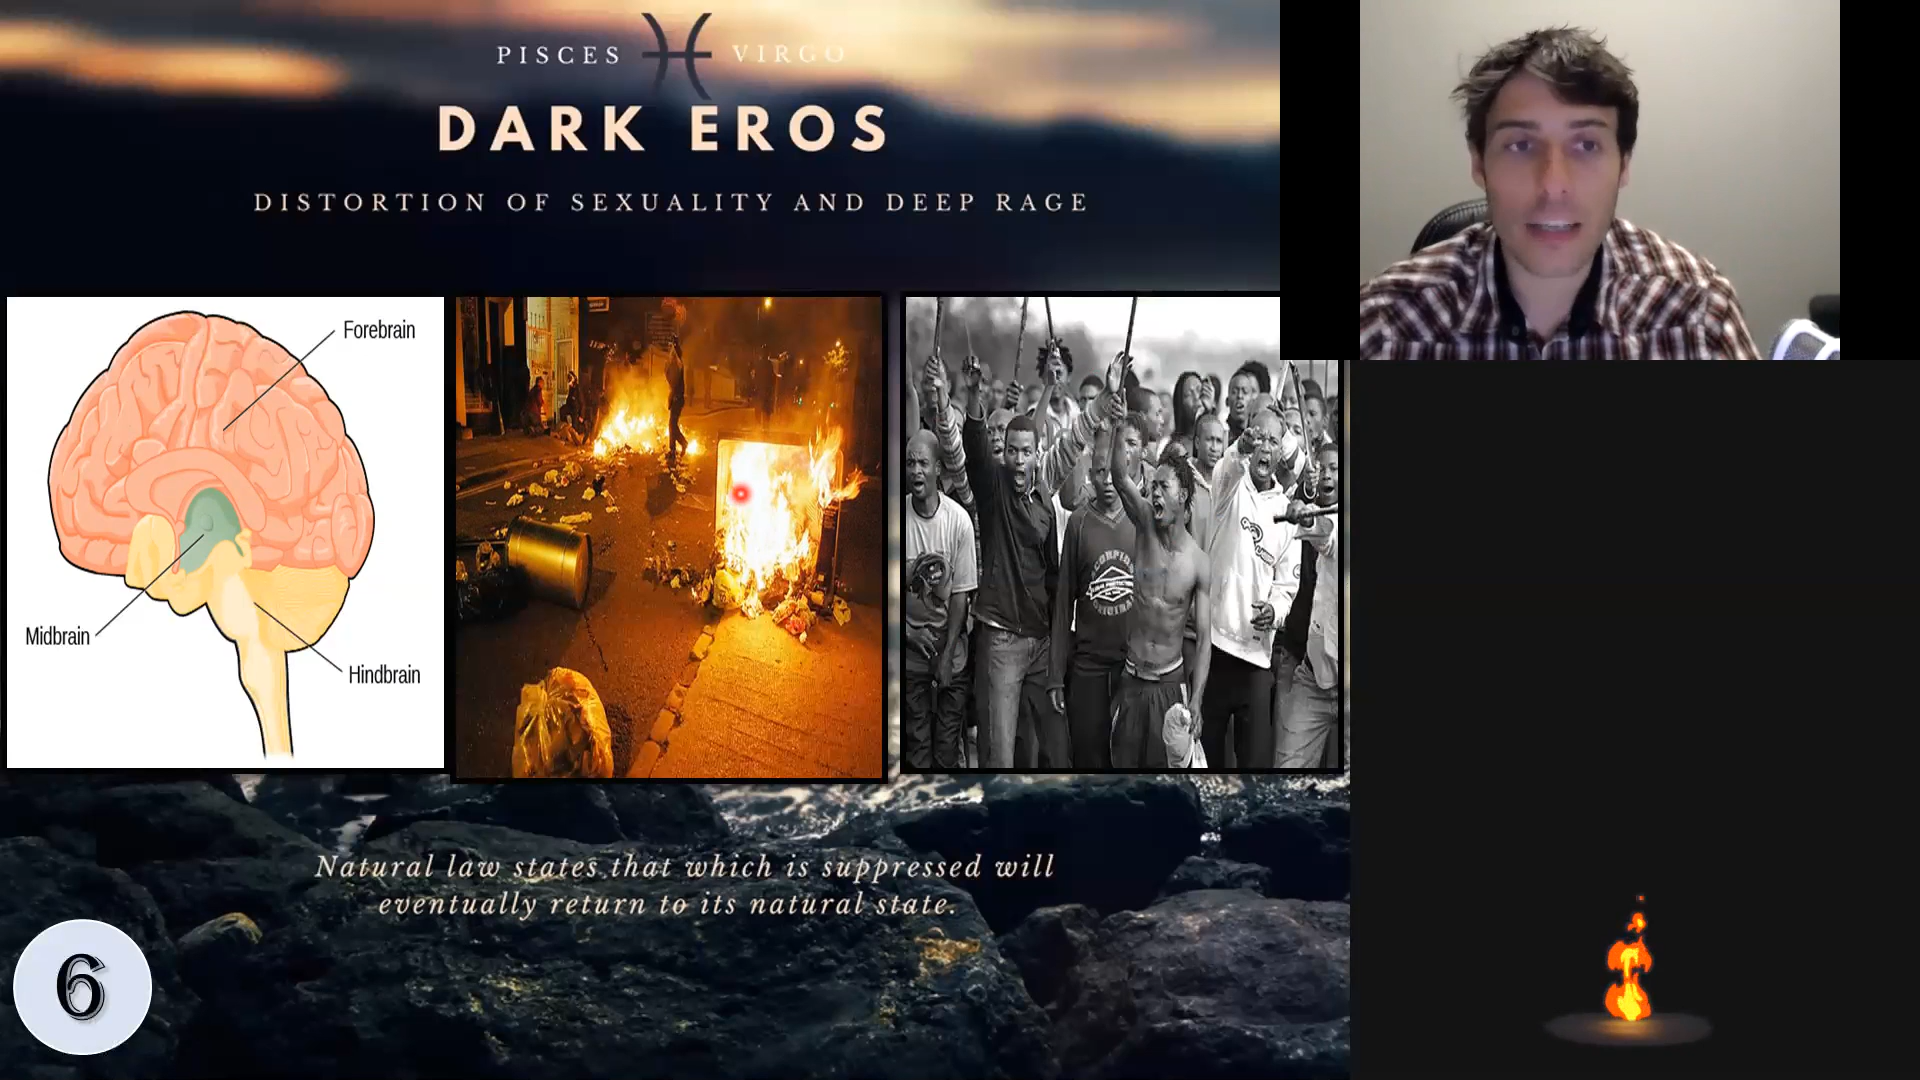 PISCES VIRGO
DARK EROS
DISTORTION OF SEXUALITY AND DEEP RAGE
Forebrain
Midbrain
Hindbrain
Natural law states that which is suppressed will
eventually return to its natural state.
6